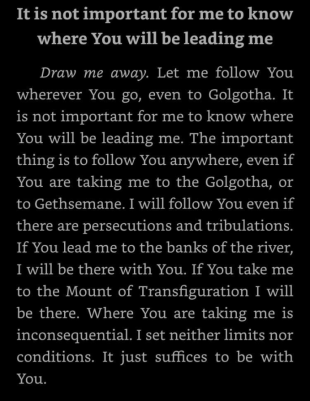 It is not important for me to know
where You will be leading me
Draw me away. Let me follow You
wherever You go, even to Golgotha. It
is not important for me to know where
You will be leading me. The important
thing is to follow You anywhere, even if
You are taking me to the Golgotha, or
to Gethsemane. I will follow You even if
there are persecutions and tribulations.
If You lead me to the banks of the river,
I will be there with You. If You take me
to the Mount of Transfiguration I will
be there. Where You are taking me is
inconsequential. I set neither limits nor
conditions. It just suffices to be with
You.